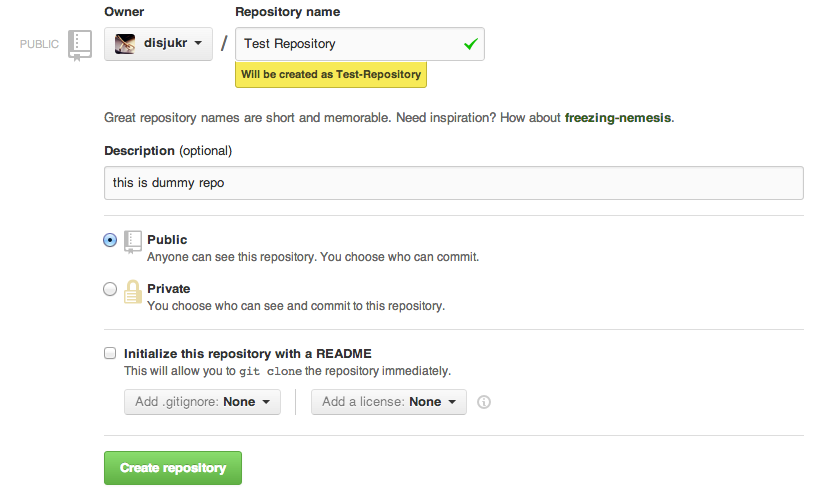 Owner
Repository name
PUBLIC
disjukr / Test Repository
Will be created as Test-Repository
Great repository names are short and memorable. Need inspiration? How about freezing-nemesis.
Description (optional)
this is dummy repo
Public
Anyone can see this repository. You choose who can commit.
Private
You choose who can see and commit to this repository.
Initialize this repository with a README
This will allow you to git clone the repository immediately.
Add .gitignore: None
Add a license: None
Create repository